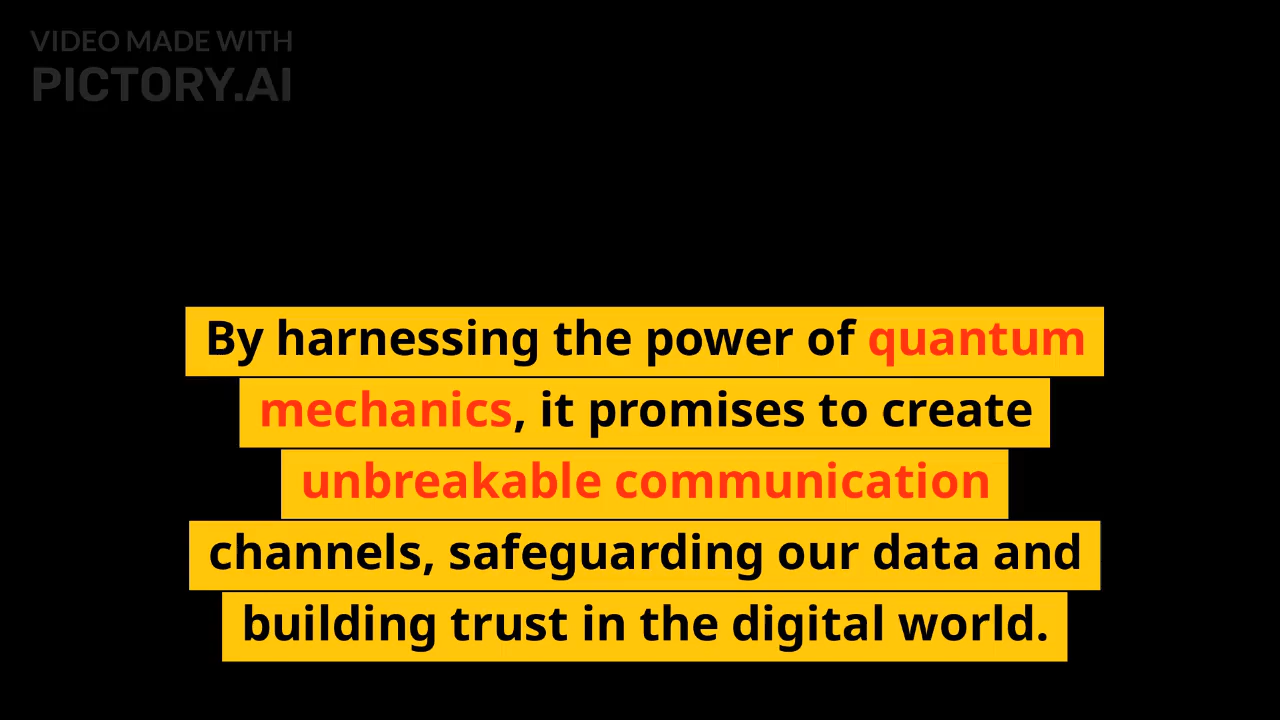 VIDEO MADE WITH
PICTORY.AI
By harnessing the power of quantum
mechanics, it promises to create
unbreakable communication
channels, safeguarding our data and
building trust in the digital world.